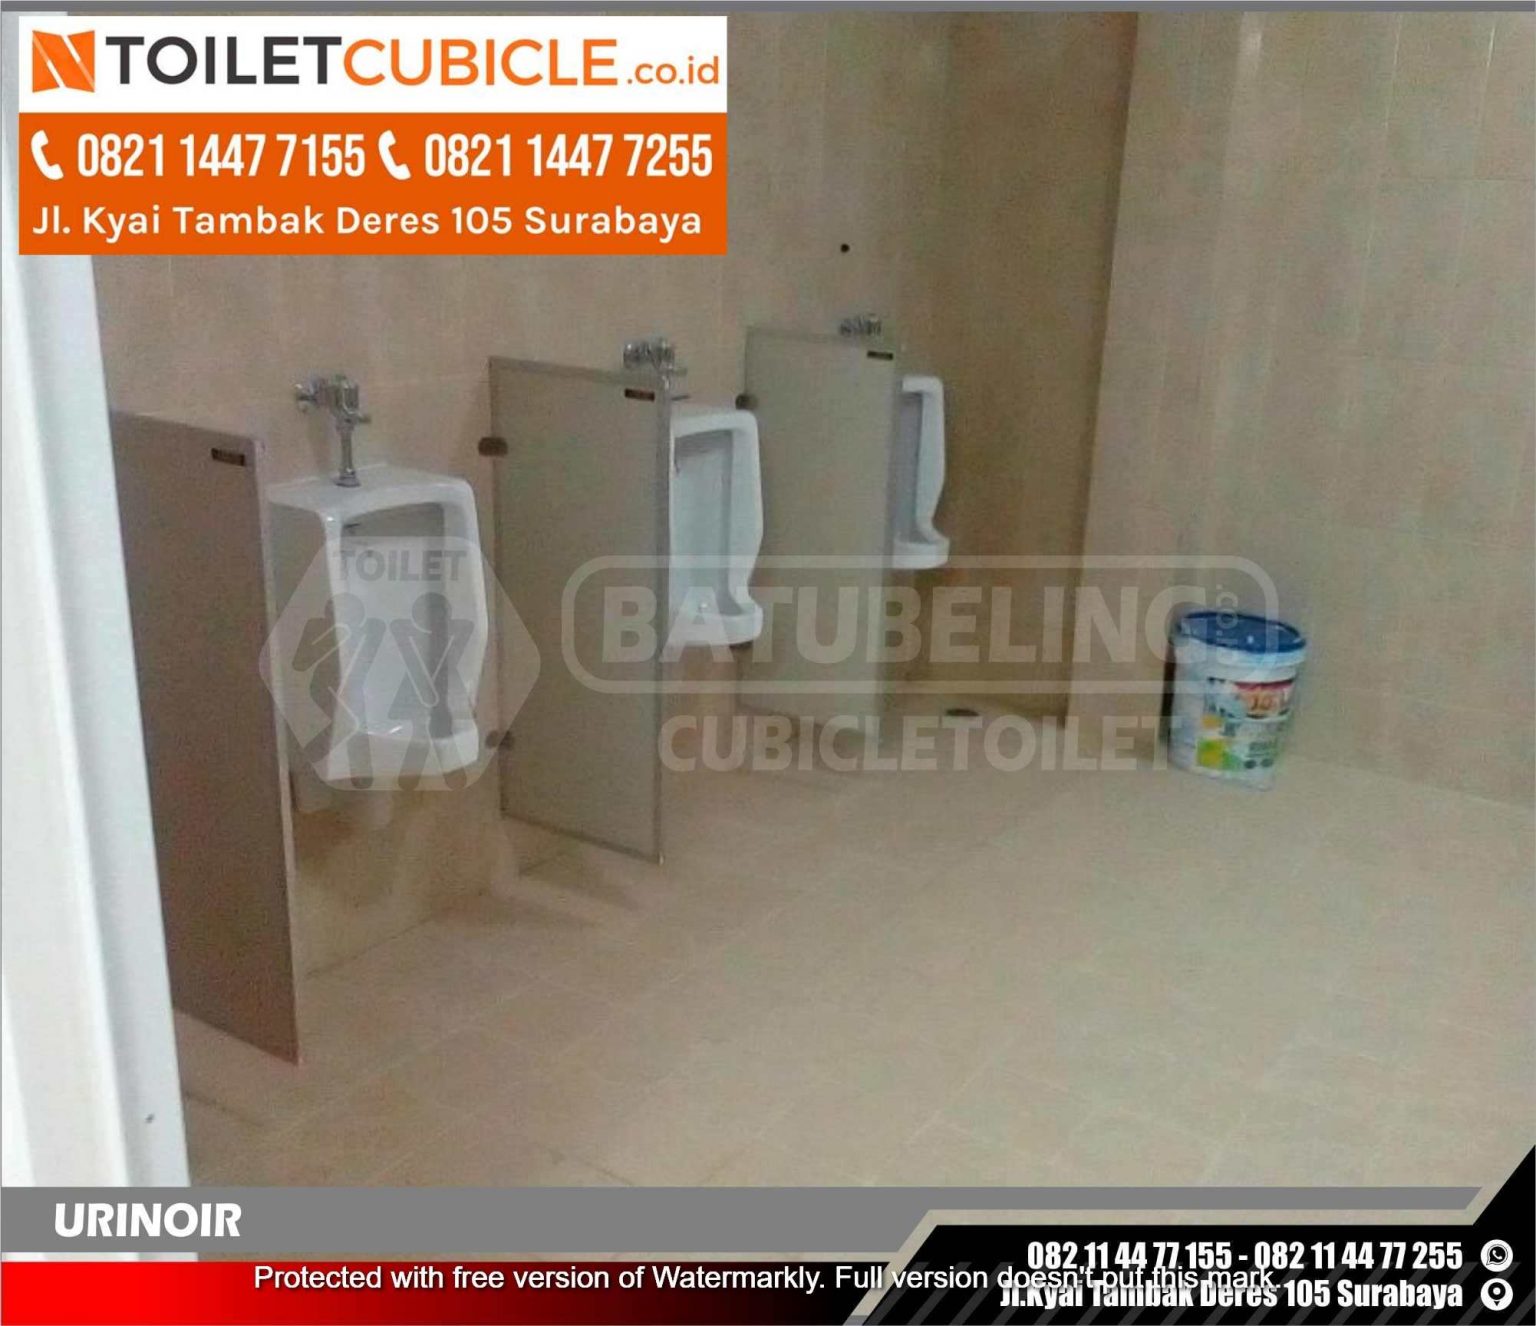 TOILETCUBICLE.co.id
0821 1447 7155 0821 1447 7255
Jl. Kyai Tambak Deres 105 Surabaya
TOILET
BATUBELING
CUBICLETOILET
URINOIR
082 11 44 77 155 - 082 11 44 77 255
Protected with free version of Watermarkly. Full version doesn't put this mark.
Jl.Kyai Tambak Deres 105 Surabaya